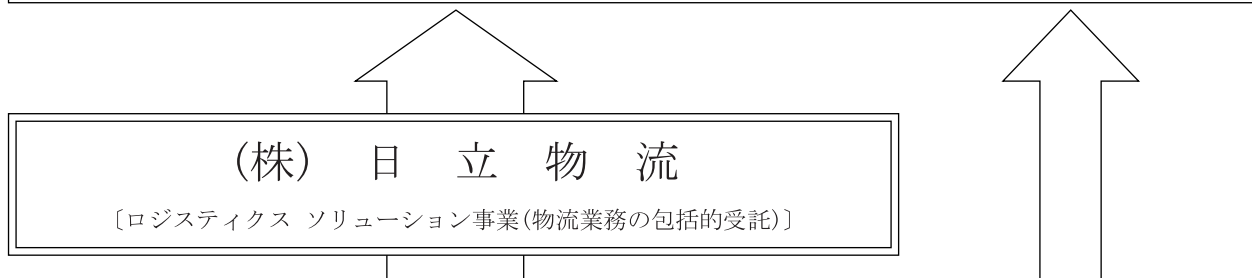 (株) 日 立 物 流
〔ロジスティクス ソリューション事業(物流業務の包括的受託)〕